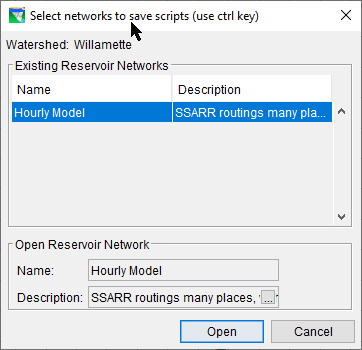 Select networks to save scripts (use ctrl key)
Watershed: Willamette
Existing Reservoir Networks
Name Description
Hourly Model SSARR routings many pla...
Open Reservoir Network
Name: Hourly Model
Description: SSARR routings many places, ...
Open Cancel